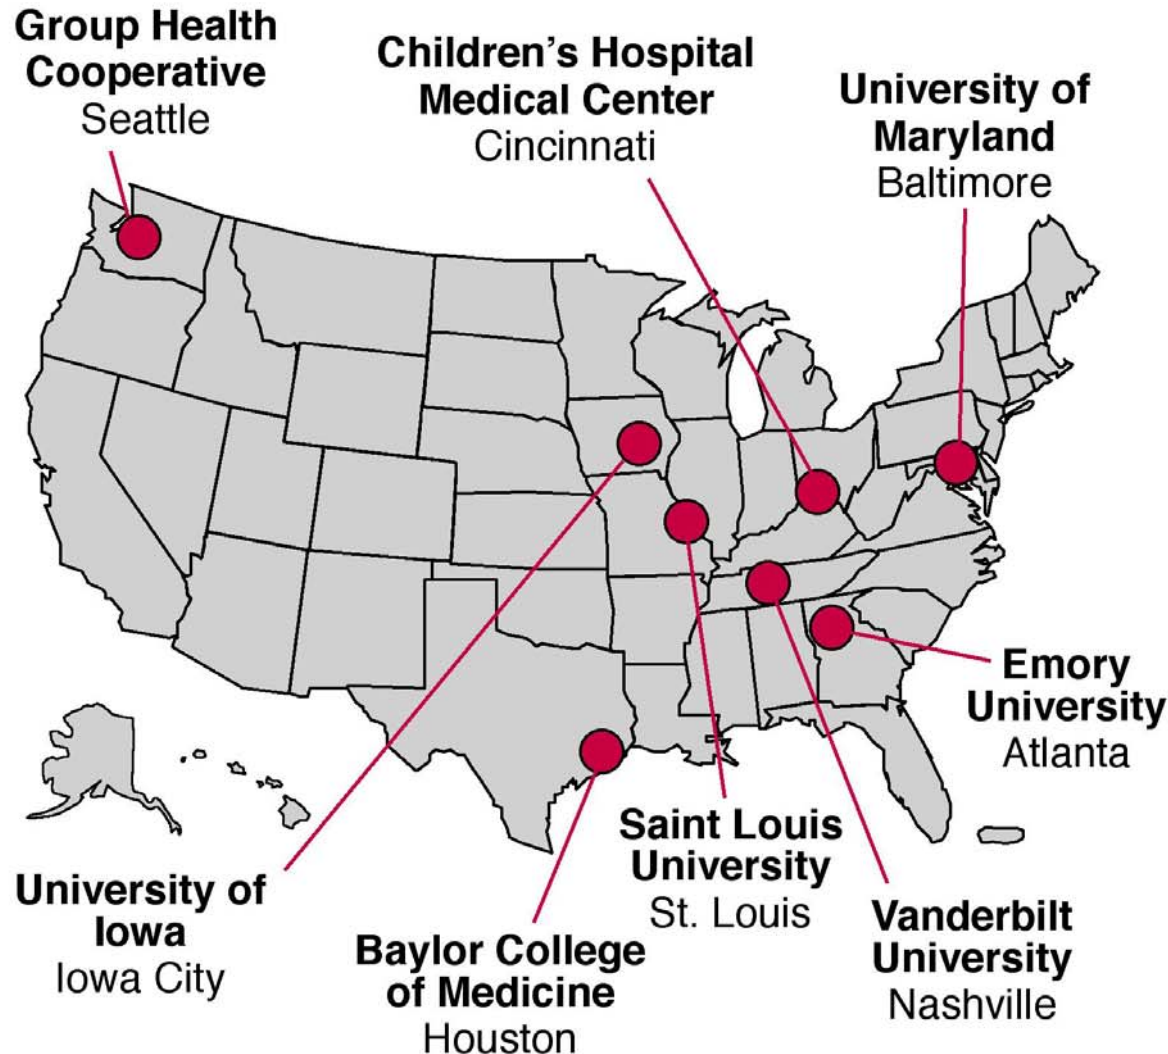 Group Health
Cooperative
Seattle
Children's Hospital
Medical Center
Cincinnati
University of
Maryland
Baltimore
Emory
University
Atlanta
Saint Louis
University
St. Louis
Vanderbilt
University
Nashville
University of
Iowa
Iowa City
Baylor College
of Medicine
Houston